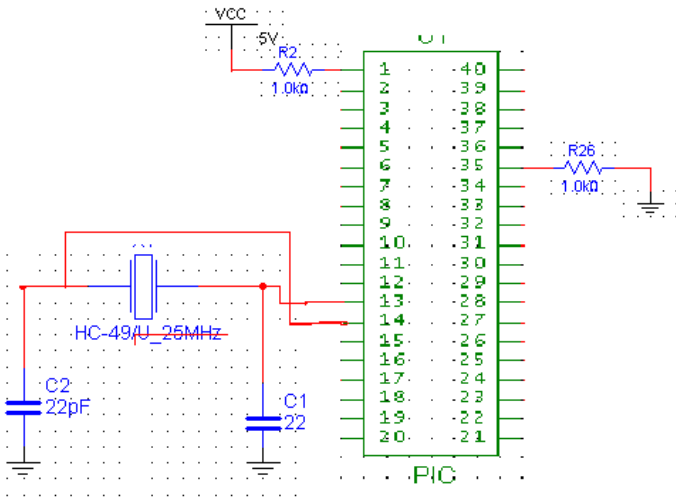 VCC
5V
R2
1.0kΩ
1 40
2 39
3 38
4 37
5 36
6 35
7 34
8 33
9 32
10 31
11 30
12 29
13 28
14 27
15 26
16 25
17 24
18 23
19 22
20 21
PIC
R26
1.0kΩ
HC-49/U_25MHz
C2
22pF
C1
22